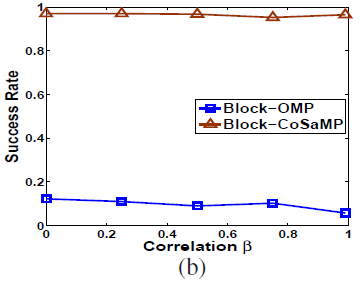 1
0.8
0.6
0.4
0.2
0
Success Rate
Block-OMP
Block-CoSaMP
0 0.2 0.4 0.6 0.8 1
Correlation β
(b)